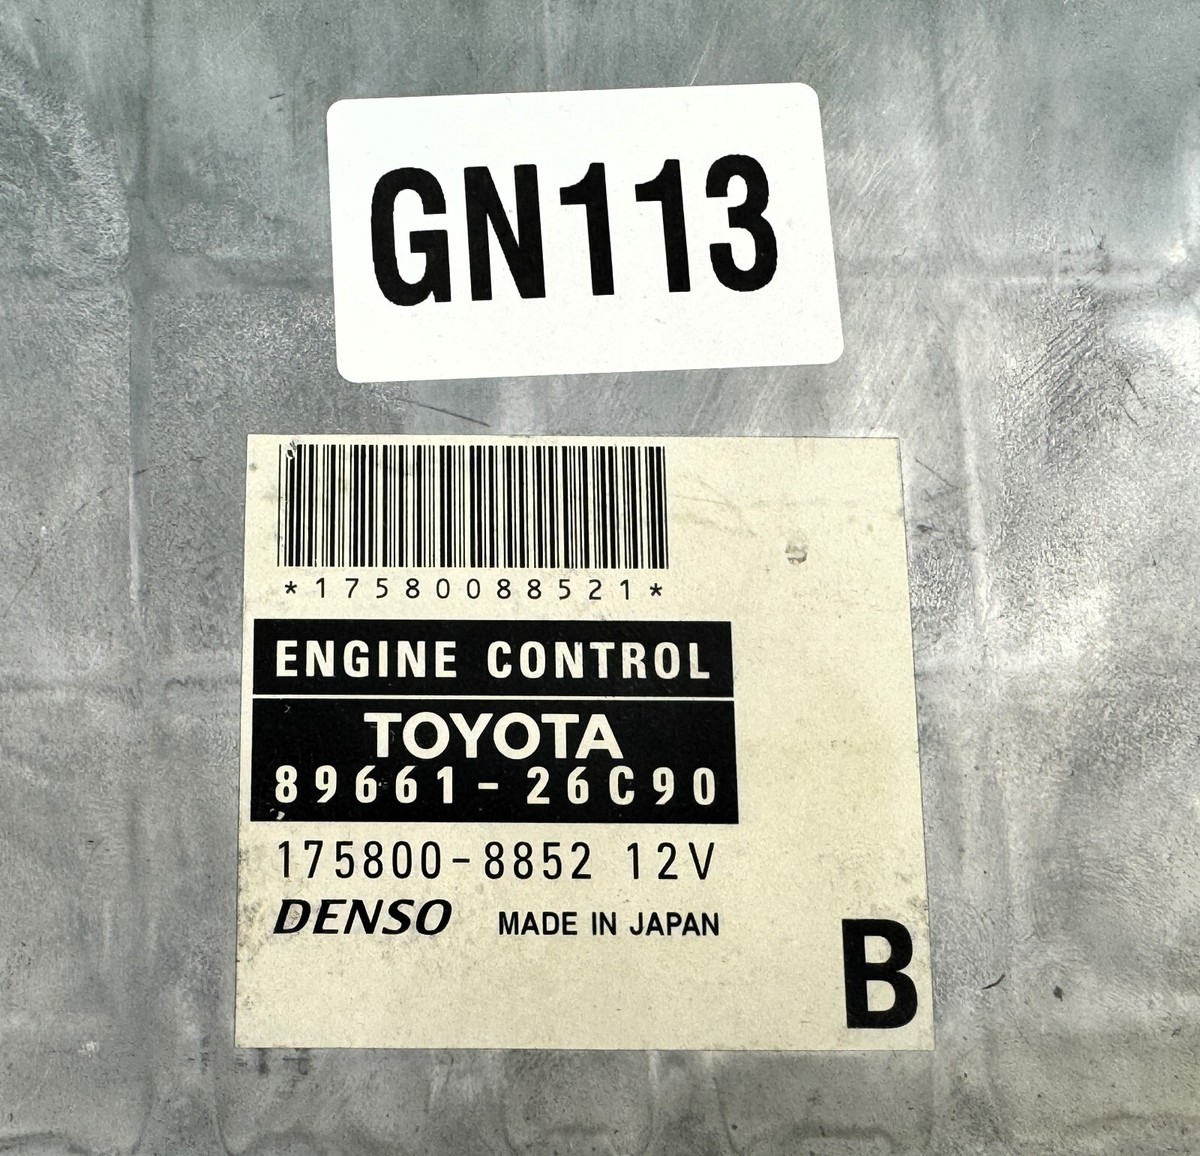 GN113
*17580088521*
ENGINE CONTROL
TOYOTA
89661-26C90
175800-8852 12V
DENSO MADE IN JAPAN
B